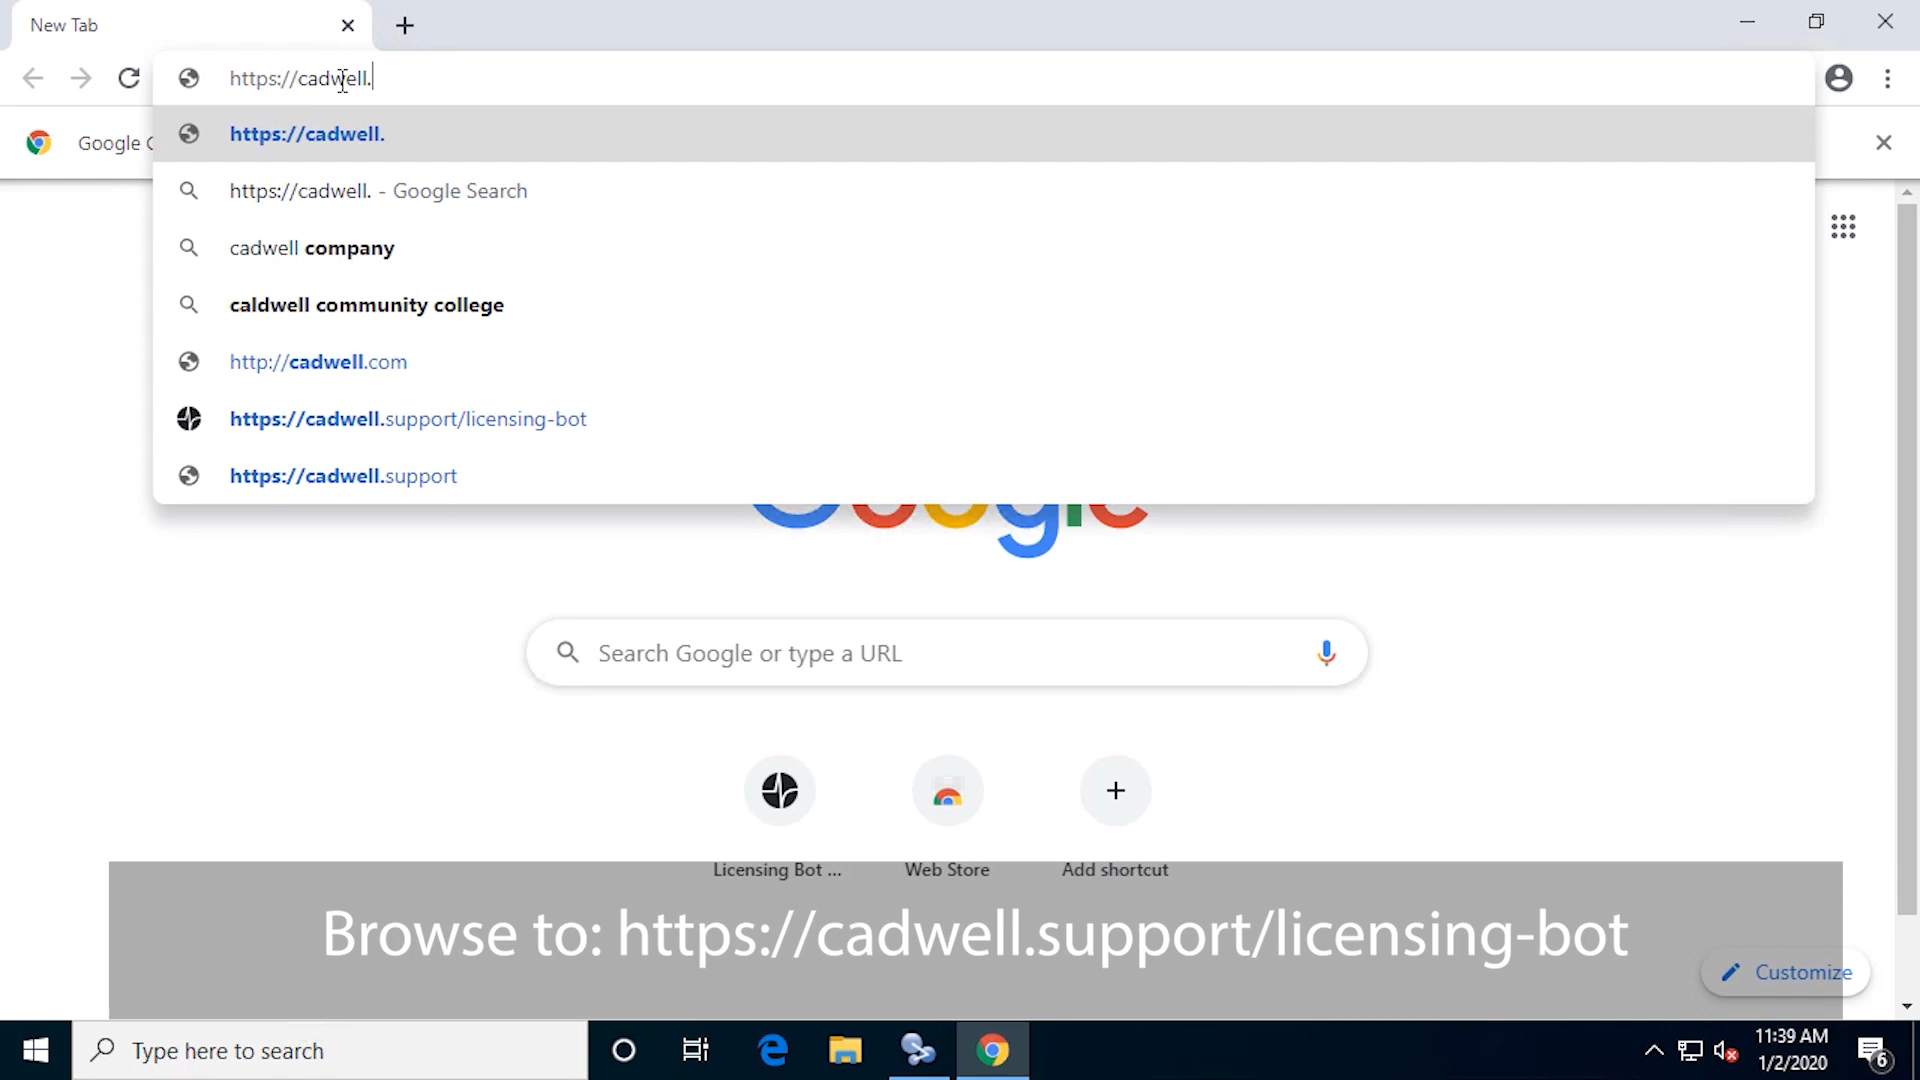 New Tab
https://cadwell.
Google C
https://cadwell.
https://cadwell. - Google Search
cadwell company
caldwell community college
http://cadwell.com
https://cadwell.support/licensing-bot
https://cadwell.support
Google
Search Google or type a URL
Licensing Bot ...
Web Store
Add shortcut
Browse to: https://cadwell.support/licensing-bot
Customize
Type here to search
11:39 AM
1/2/2020
6